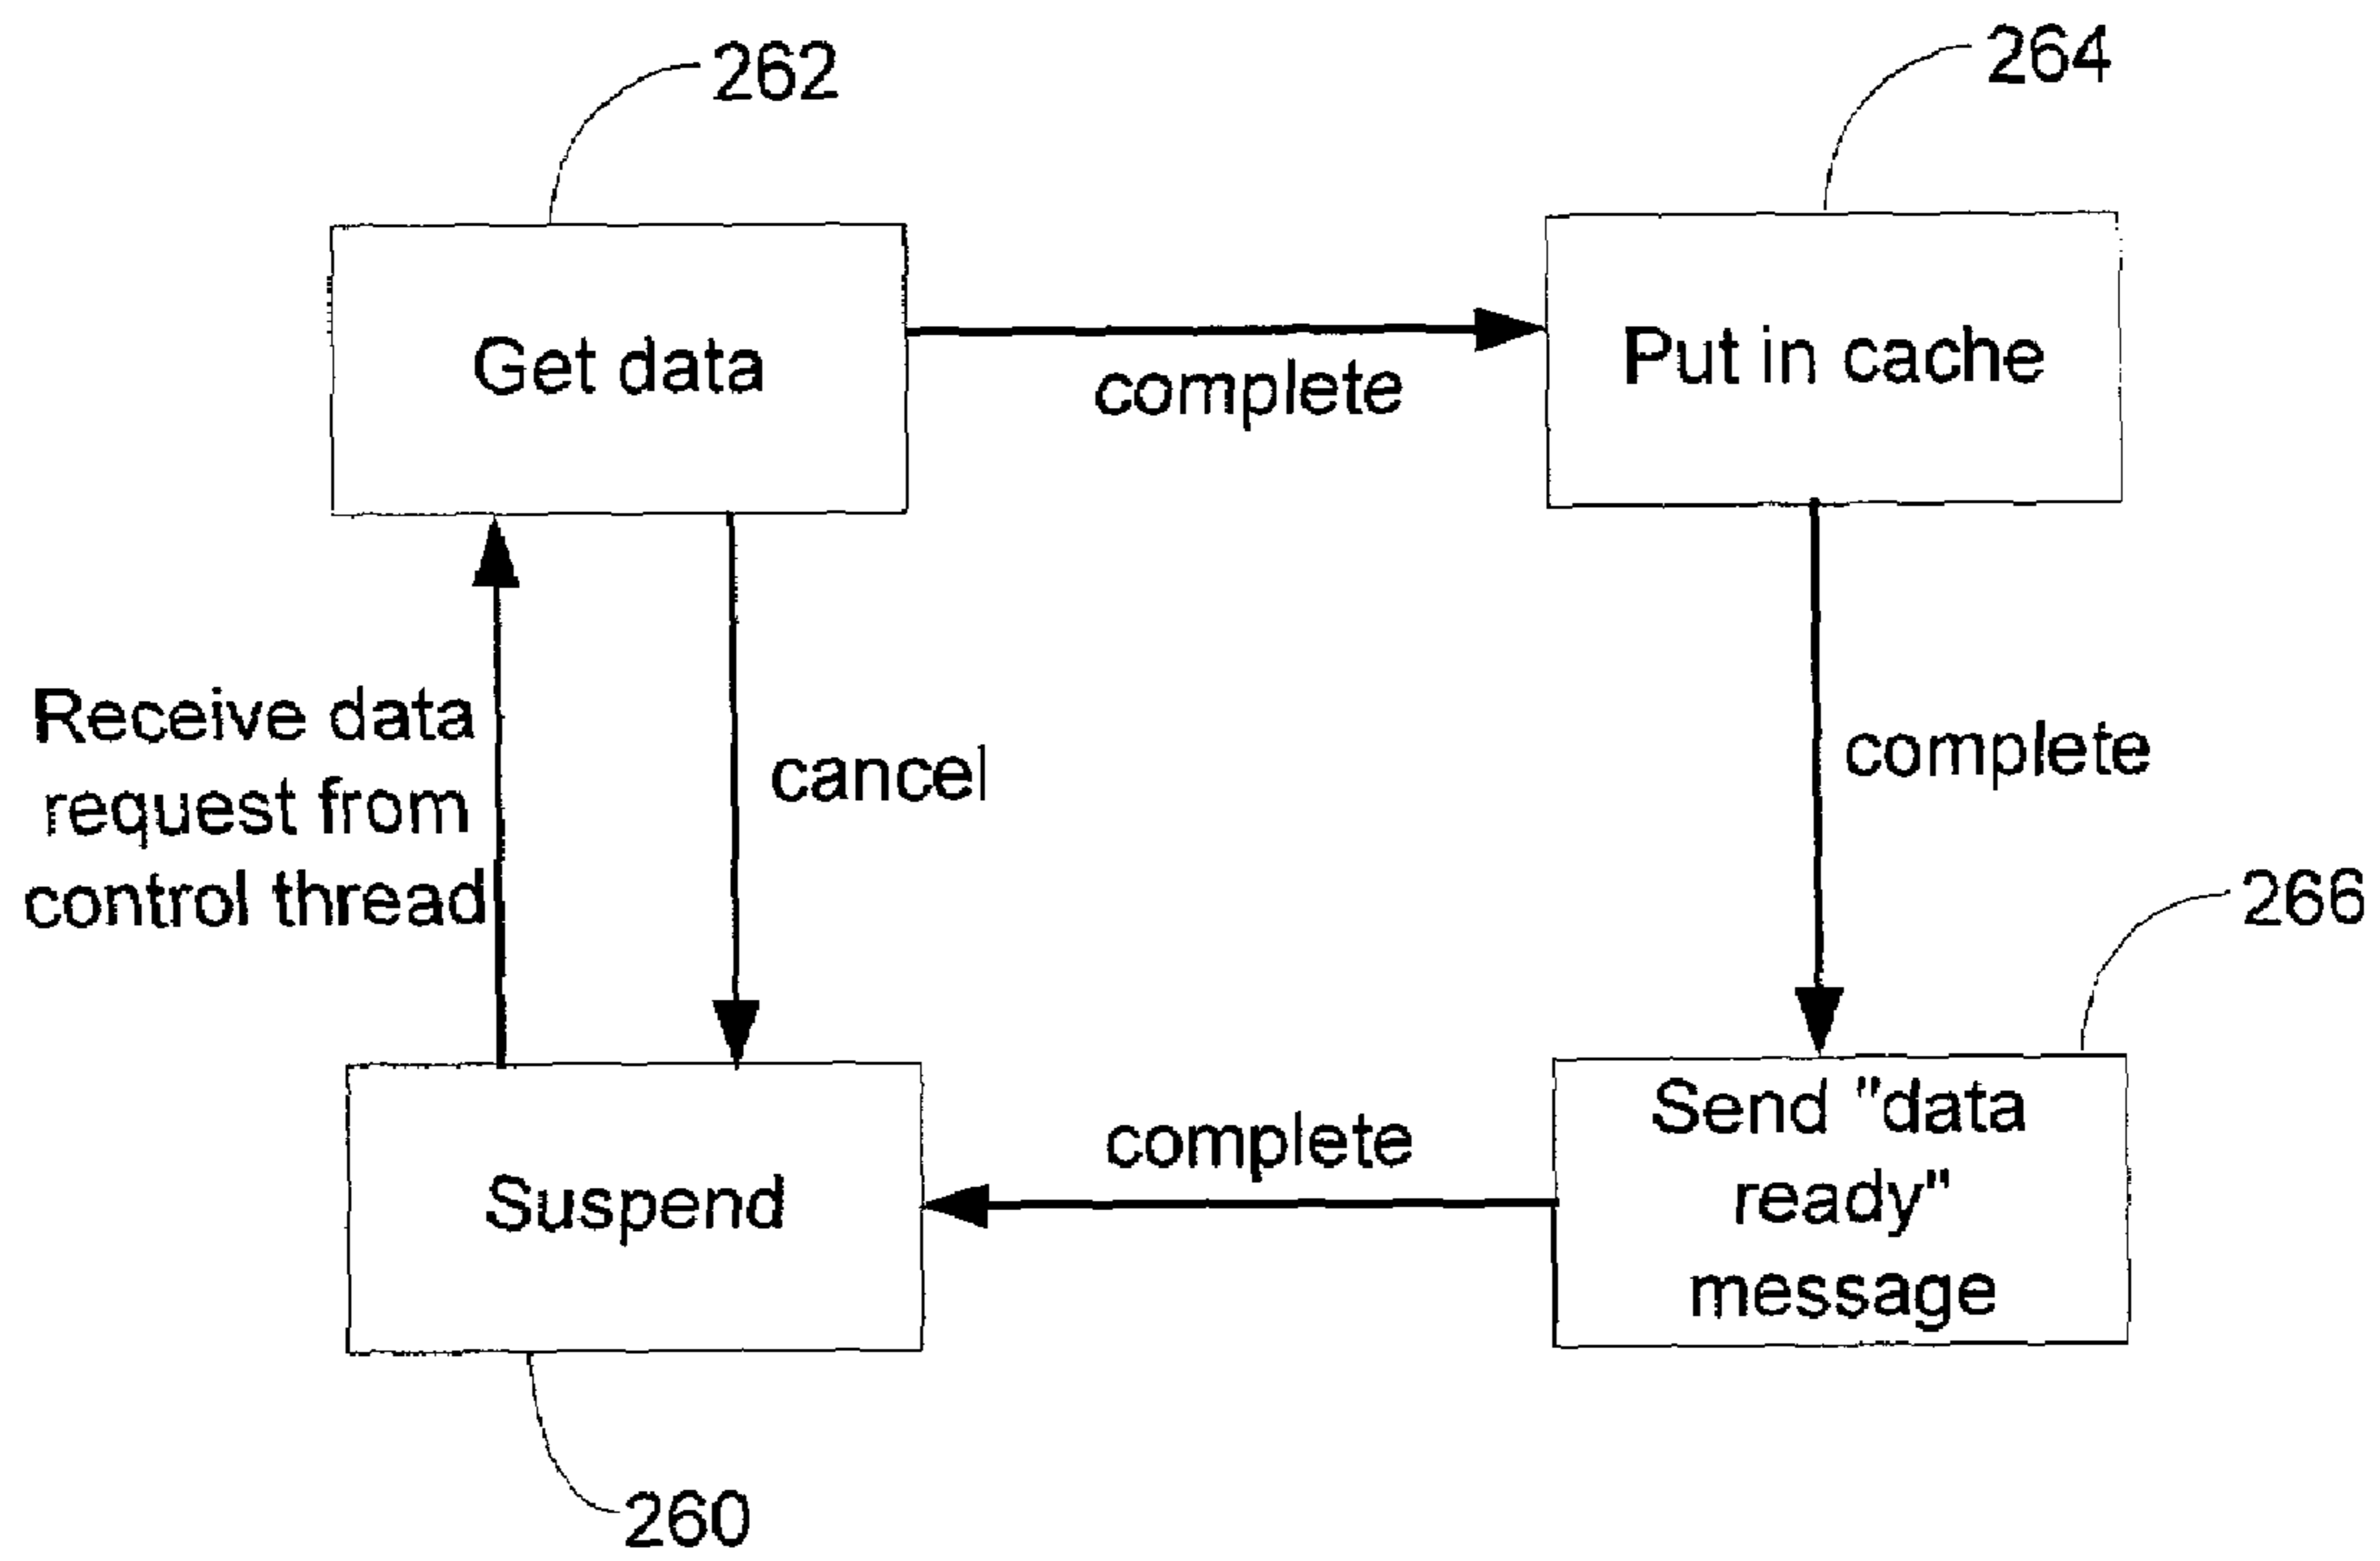 262
264
Get data
Put in cache
complete
Receive data
request from
control thread
cancel
complete
266
Suspend
complete
Send "data
ready"
message
260